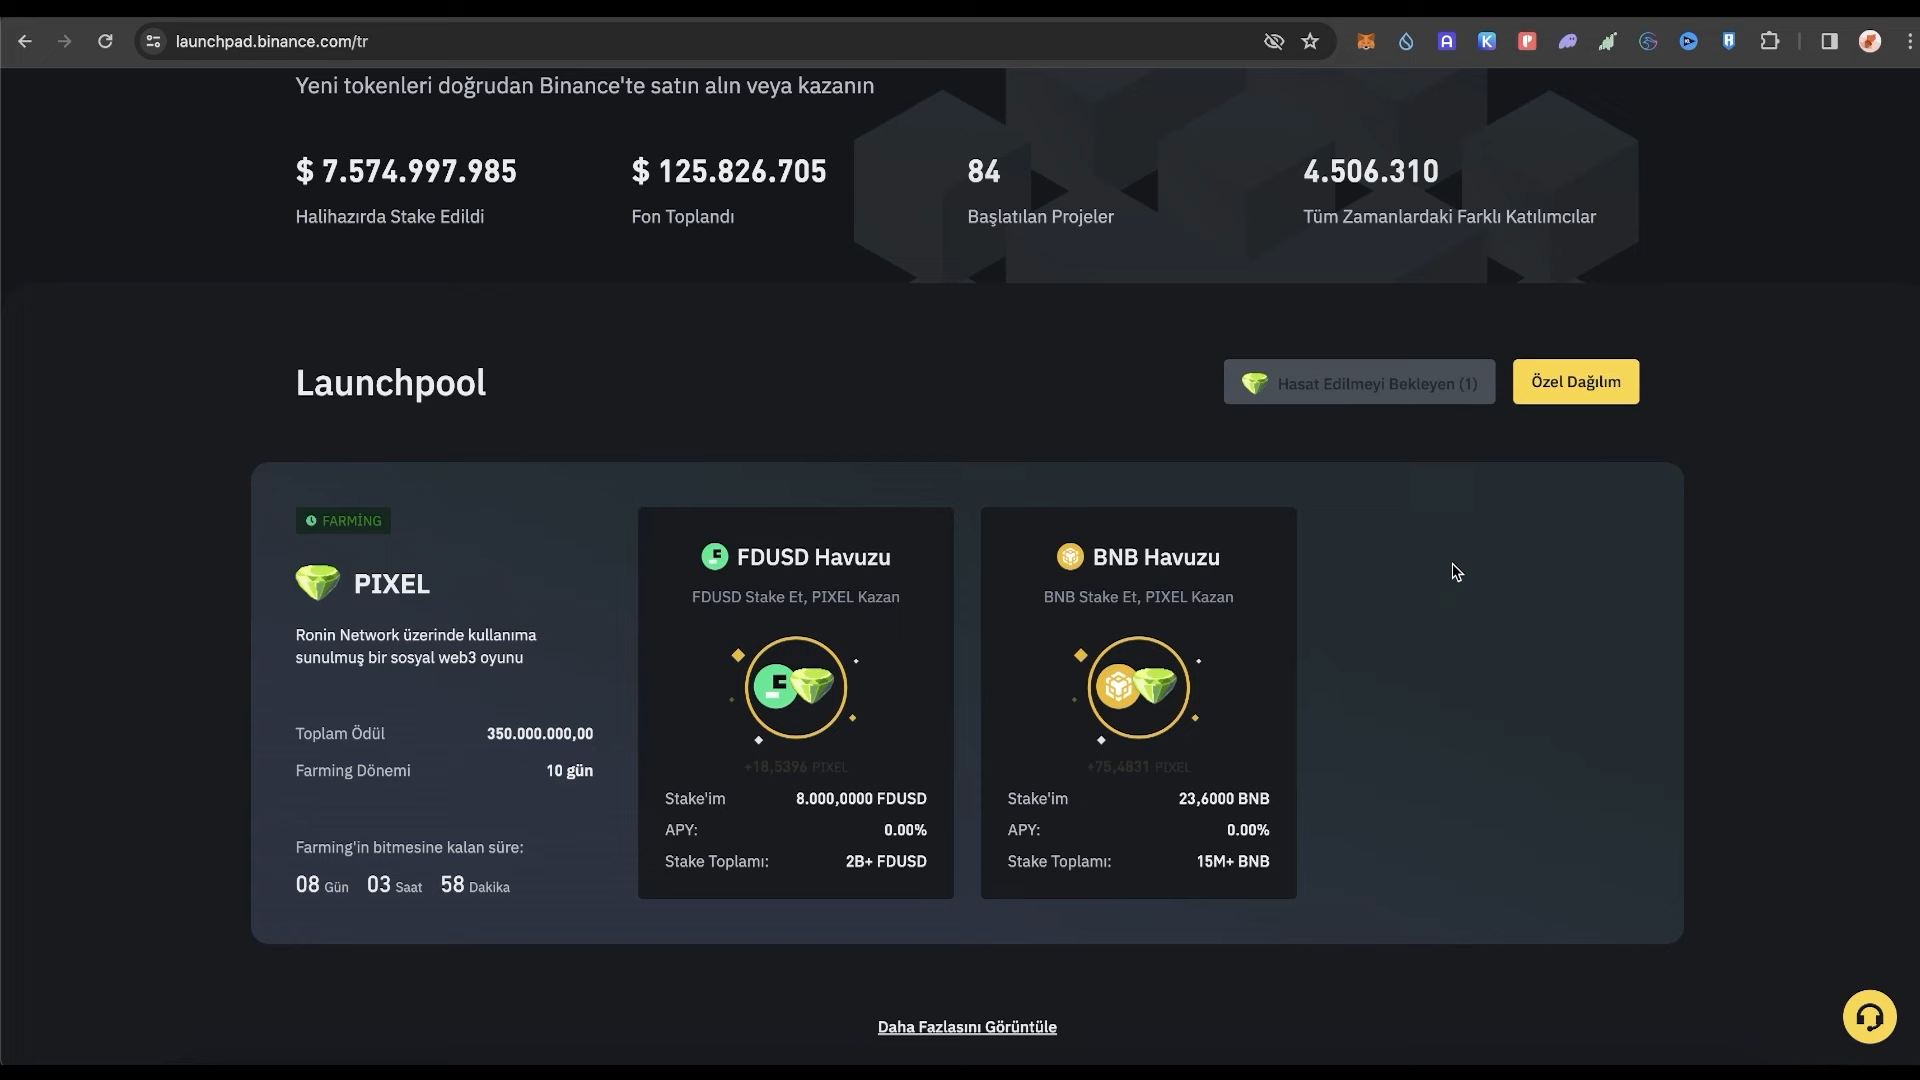 launchpad.binance.com/tr
Yeni tokenleri doğrudan Binance'te satın alın veya kazanın
$ 7.574.997.985
Halihazırda Stake Edildi
$ 125.826.705
Fon Toplandı
84
Başlatılan Projeler
4.506.310
Tüm Zamanlardaki Farklı Katılımcılar
Launchpool
Hasat Edilmeyi Bekleyen (1)
Özel Dağılım
FARMİNG
PIXEL
Ronin Network üzerinde kullanıma
sunulmuş bir sosyal web3 oyunu
Toplam Ödül 350.000.000,00
Farming Dönemi 10 gün
Farming'in bitmesine kalan süre:
08 Gün 03 Saat 58 Dakika
FDUSD Havuzu
FDUSD Stake Et, PIXEL Kazan
+18,5396 PIXEL
Stake'im 8.000,0000 FDUSD
APY: 0.00%
Stake Toplamı: 2B+ FDUSD
BNB Havuzu
BNB Stake Et, PIXEL Kazan
+75,4831 PIXEL
Stake'im 23,6000 BNB
APY: 0.00%
Stake Toplamı: 15M+ BNB
Daha Fazlasını Görüntüle